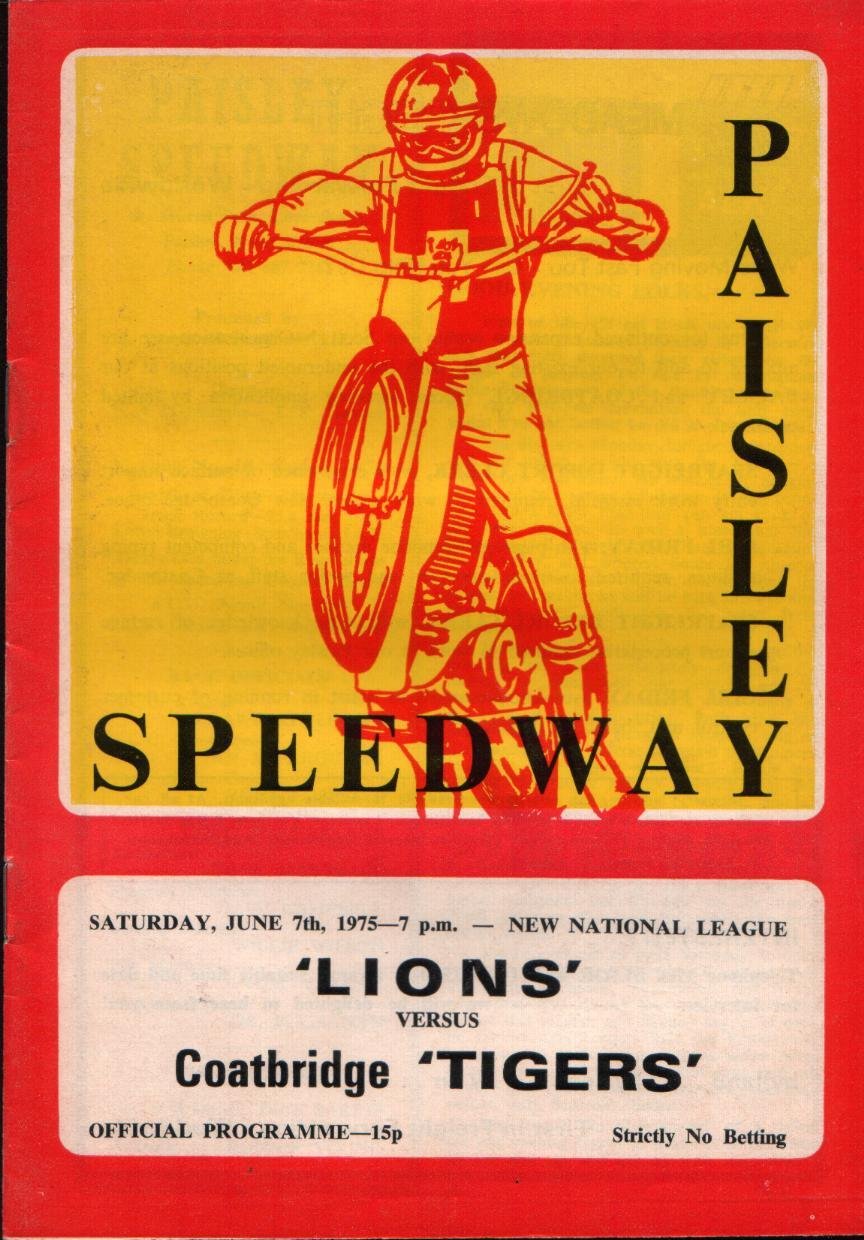 PAISLEY
SPEEDWAY
SATURDAY, JUNE 7th, 1975—7 p.m. — NEW NATIONAL LEAGUE
'LIONS'
VERSUS
Coatbridge 'TIGERS'
OFFICIAL PROGRAMME—15p
Strictly No Betting